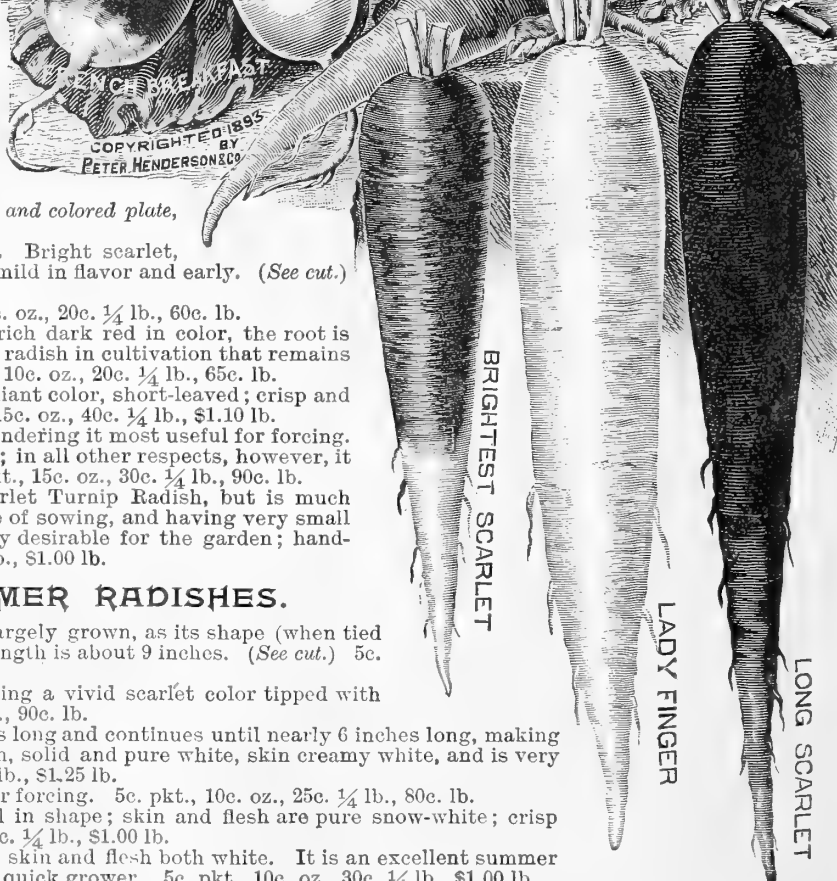 FRENCH BREAKFAST
COPYRIGHTED 1893
BY
PETER HENDERSON & CO
and colored plate,
. Bright scarlet,
mild in flavor and early. (See cut.)
. oz., 20c. ¼ lb., 60c. lb.
rich dark red in color, the root is
radish in cultivation that remains
10c. oz., 20c. ¼ lb., 65c. lb.
iant color, short-leaved; crisp and
5c. oz., 40c. ¼ lb., $1.10 lb.
ndering it most useful for forcing.
; in all other respects, however, it
t., 15c. oz., 30c. ¼ lb., 90c. lb.
rlet Turnip Radish, but is much
of sowing, and having very small
y desirable for the garden; hand-
., $1.00 lb.
MER RADISHES.
argely grown, as its shape (when tied
ngth is about 9 inches. (See cut.) 5c.
ing a vivid scarlet color tipped with
., 90c. lb.
s long and continues until nearly 6 inches long, making
, solid and pure white, skin creamy white, and is very
lb., $1.25 lb.
r forcing. 5c. pkt., 10c. oz., 25c. ¼ lb., 80c. lb.
l in shape; skin and flesh are pure snow-white; crisp
c. ¼ lb., $1.00 lb.
skin and flesh both white. It is an excellent summer
quick grower. 5c. pkt., 10c. oz., 30c. ¼ lb., $1.00 lb.
BRIGHTEST SCARLET
LADY FINGER
LONG SCARLET